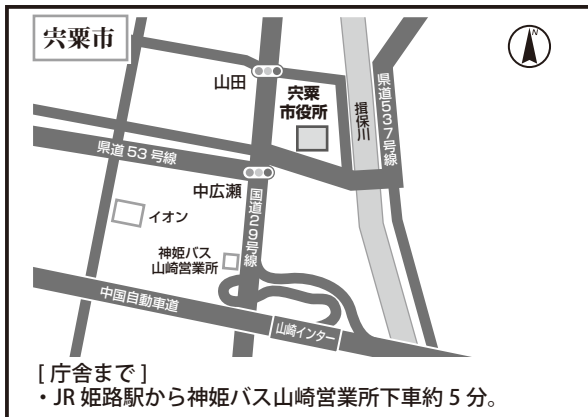 宍粟市
N
山田
宍粟
市役所
揖保川
県道537号線
県道53号線
中広瀬
国道29号線
イオン
神姫バス
山崎営業所
中国自動車道
山崎インター
[ 庁舎まで ]
・JR 姫路駅から神姫バス山崎営業所下車約 5 分。